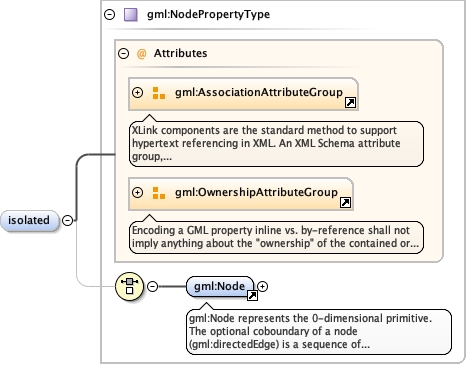 gml:NodePropertyType
@ Attributes
gml:AssociationAttributeGroup
XLink components are the standard method to support
hypertext referencing in XML. An XML Schema attribute
group,...
gml:OwnershipAttributeGroup
Encoding a GML property inline vs. by-reference shall not
imply anything about the "ownership" of the contained or...
isolated
gml:Node
gml:Node represents the 0-dimensional primitive.
The optional coboundary of a node
(gml:directedEdge) is a sequence of...